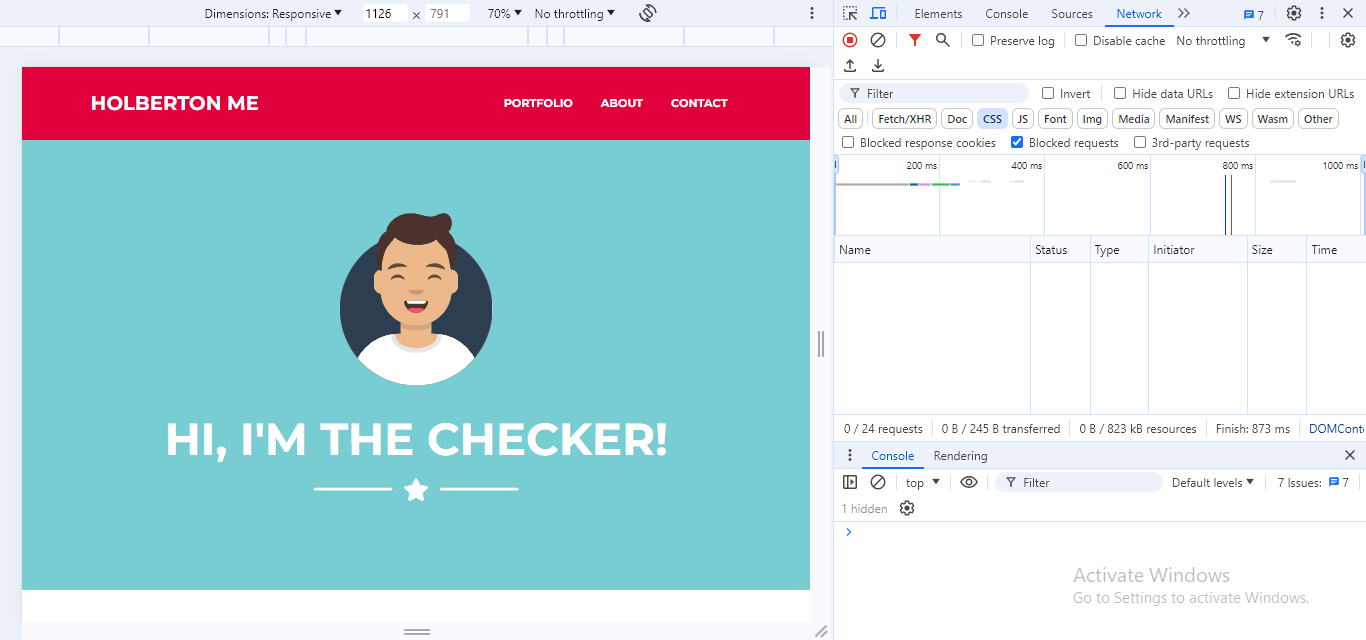 Dimensions: Responsive 1126 × 791 70% No throttling
HOLBERTON ME PORTFOLIO ABOUT CONTACT
HI, I'M THE CHECKER!
Elements Console Sources Network 7
Preserve log Disable cache No throttling
Filter Invert Hide data URLs Hide extension URLs
All Fetch/XHR Doc CSS JS Font Img Media Manifest WS Wasm Other
Blocked response cookies Blocked requests 3rd-party requests
200 ms 400 ms 600 ms 800 ms 1000 ms
Name Status Type Initiator Size Time
0 / 24 requests 0 B / 245 B transferred 0 B / 823 kB resources Finish: 873 ms DOMConte
Console Rendering
top Filter Default levels 7 Issues: 7
1 hidden
Activate Windows
Go to Settings to activate Windows.